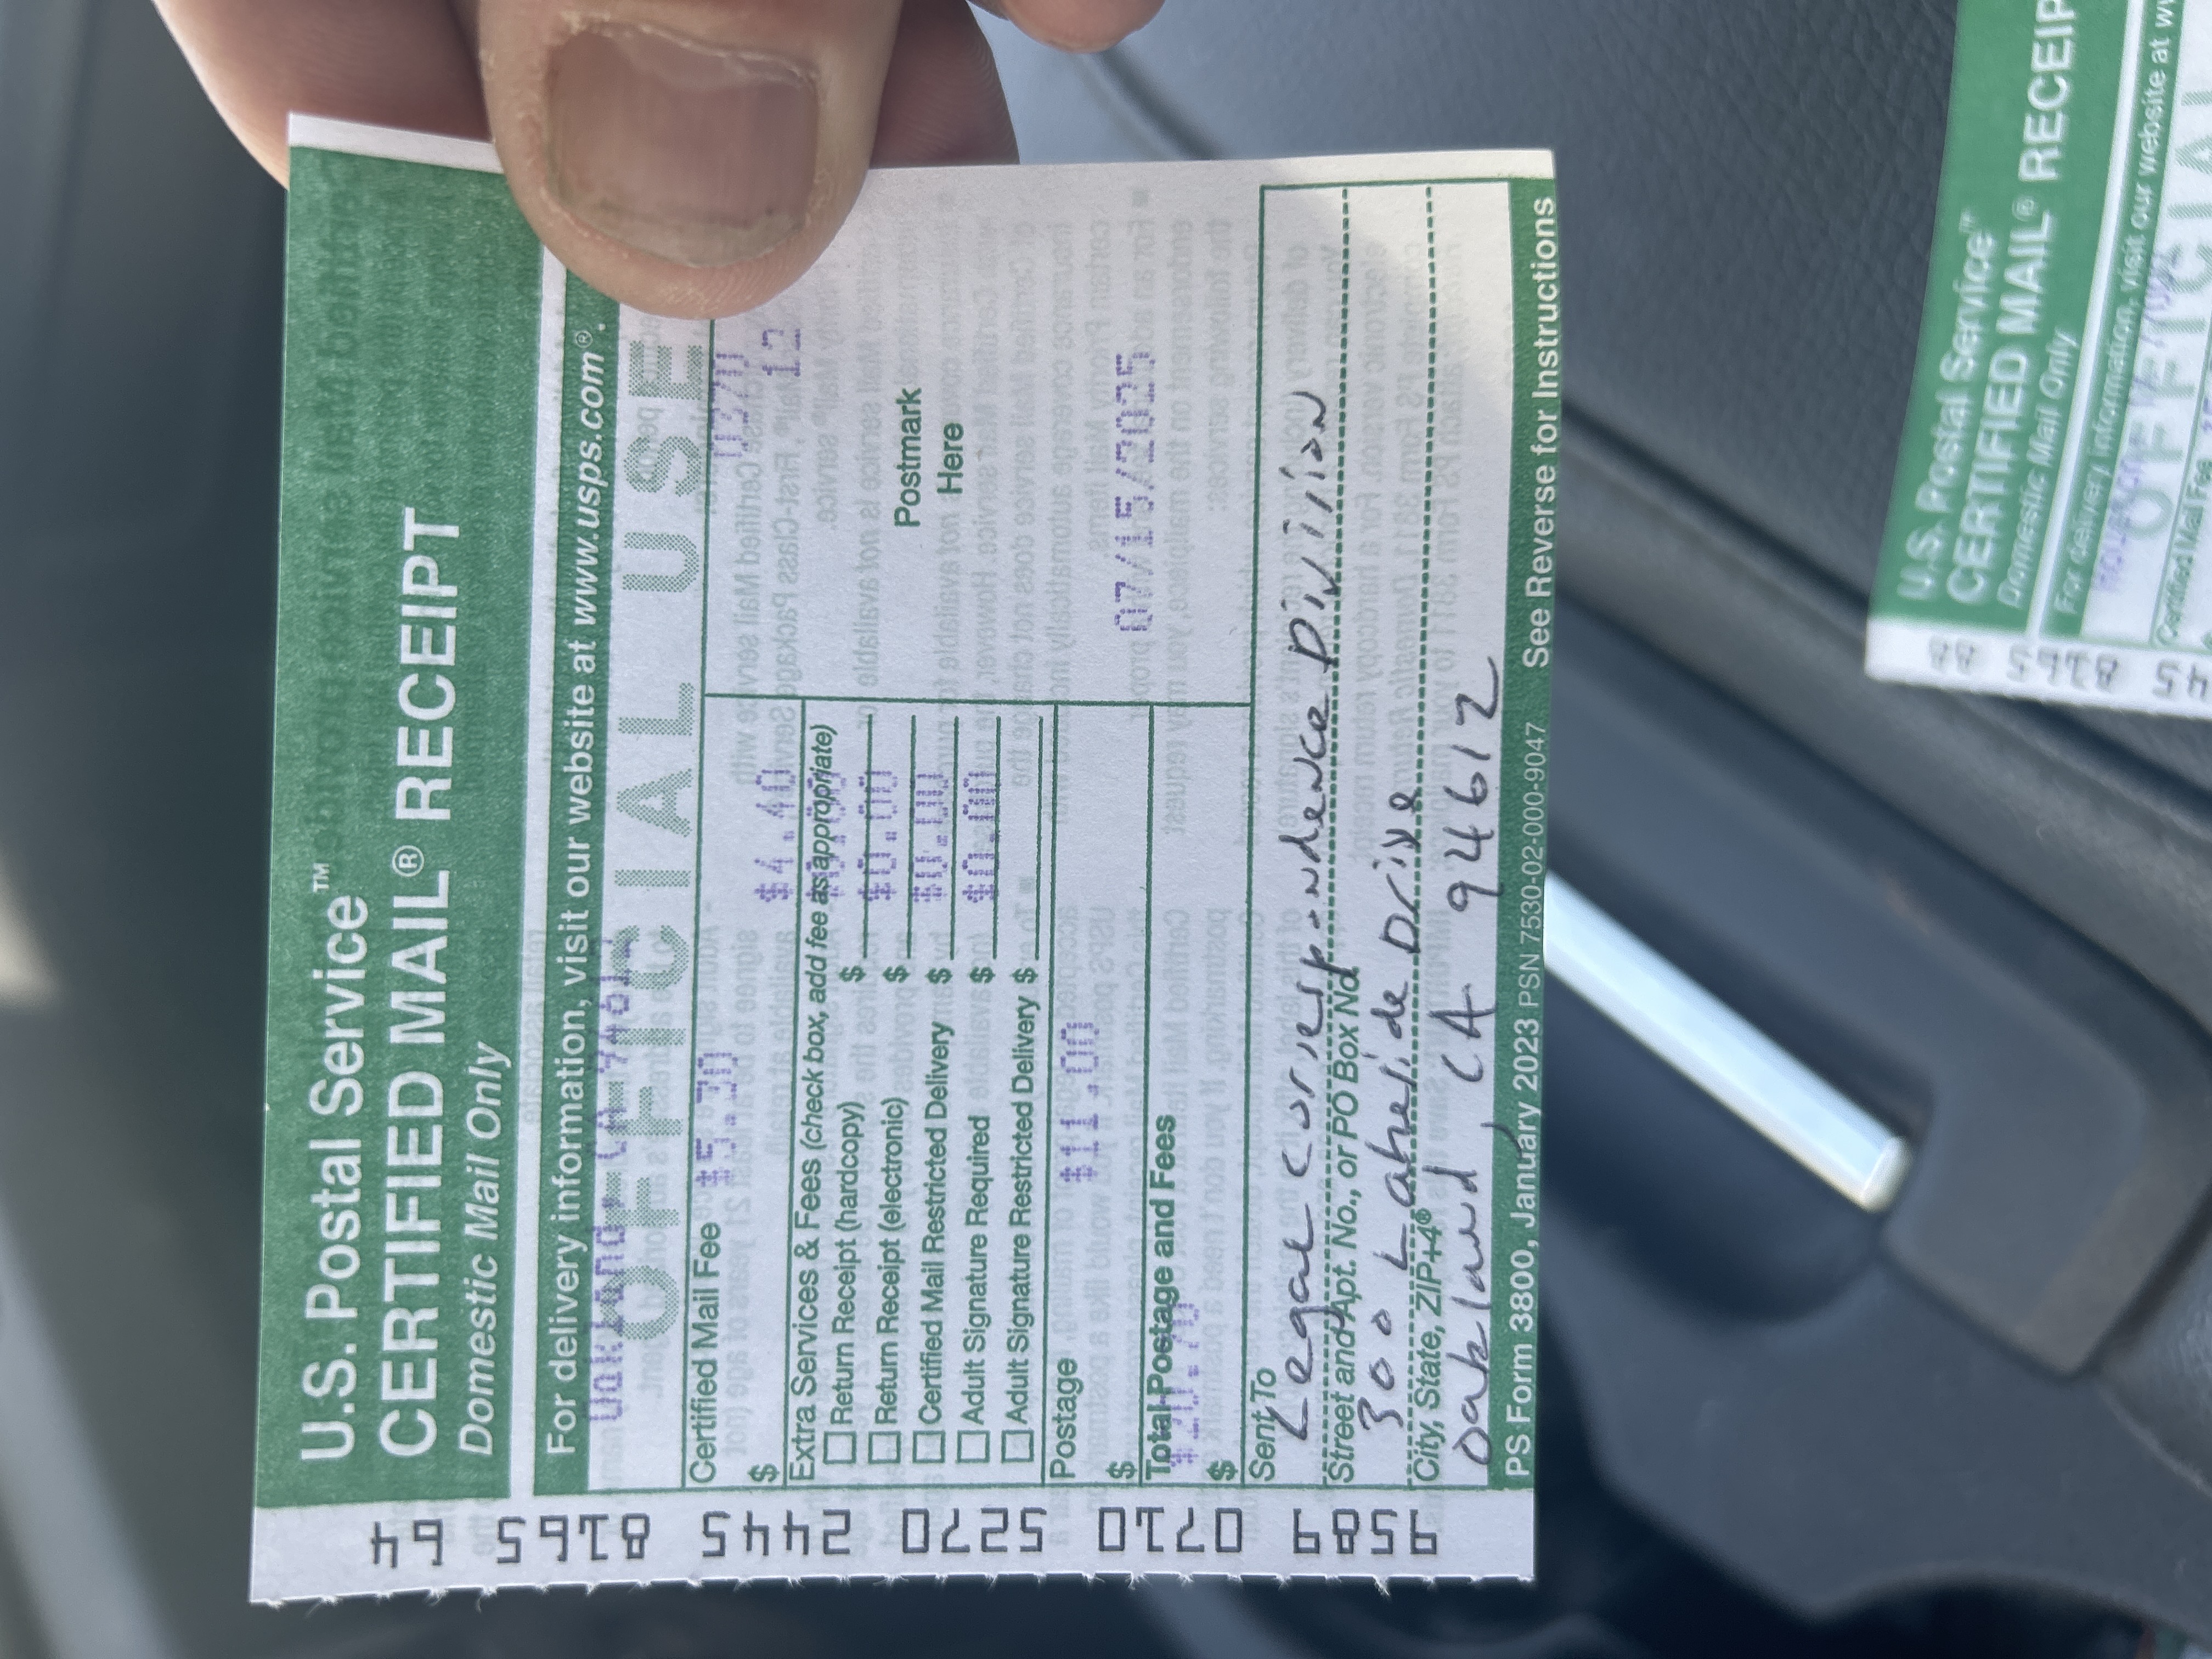 9589 0710 5270 2445 8165 64
U.S. Postal Service™
CERTIFIED MAIL® RECEIPT
Domestic Mail Only
For delivery information, visit our website at www.usps.com®.
Oakland, CA 94612
OFFICIAL USE
Certified Mail Fee $5.30
$
$4.40
Extra Services & Fees (check box, add fee as appropriate)
Return Receipt (hardcopy) $
$0.00
Return Receipt (electronic) $ $0.00
Certified Mail Restricted Delivery $ $0.00
Adult Signature Required $ $0.00
Adult Signature Restricted Delivery $
0370
12
Postmark
Here
07/15/2025
Postage $11.00
$
Total Postage and Fees
$20.70
$
Sent To
Legal Correspondence Division
Street and Apt. No., or PO Box No.
300 Lakeside Drive
City, State, ZIP+4®
Oakland, CA 94612
PS Form 3800, January 2023 PSN 7530-02-000-9047 See Reverse for Instructions
45 8165 88
U.S. Postal Service™
CERTIFIED MAIL® RECEIP
Domestic Mail Only
For delivery information, visit our website at w
OFFICIAL
Certified Mail Fee